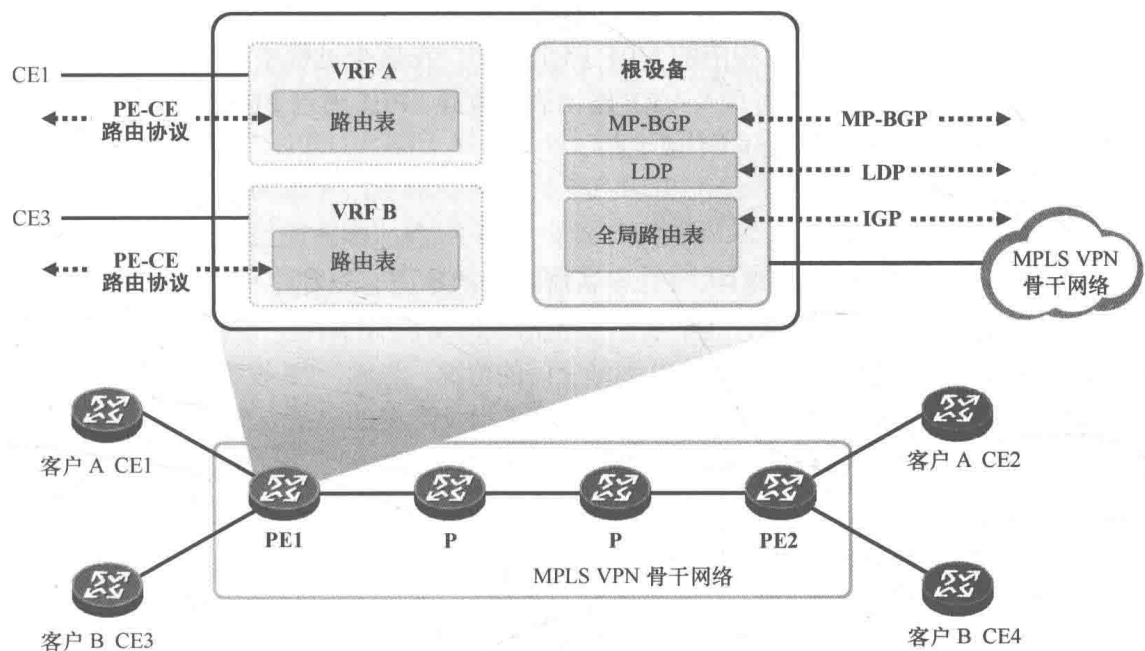 VRF A
根设备
CE1
PE-CE
路由协议
路由表
MP-BGP
MP-BGP
LDP
LDP
CE3
VRF B
全局路由表
IGP
PE-CE
路由协议
路由表
MPLS VPN
骨干网络
客户 A CE1
客户 A CE2
PE1
P
P
PE2
MPLS VPN 骨干网络
客户 B CE3
客户 B CE4